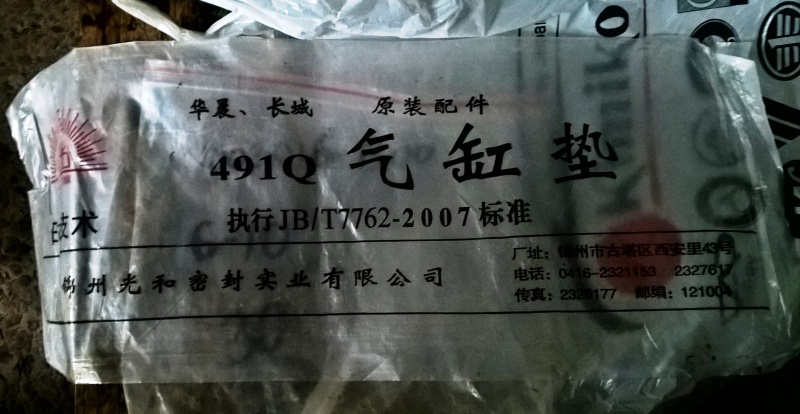 华晨、长城 原装配件
491Q 气缸垫
技术
执行JB/T7762-2007标准
锦州光和密封实业有限公司
厂址：锦州市古塔区西安里43号
电话：0416-2321153 2327617
传真：2326177 邮编：121004